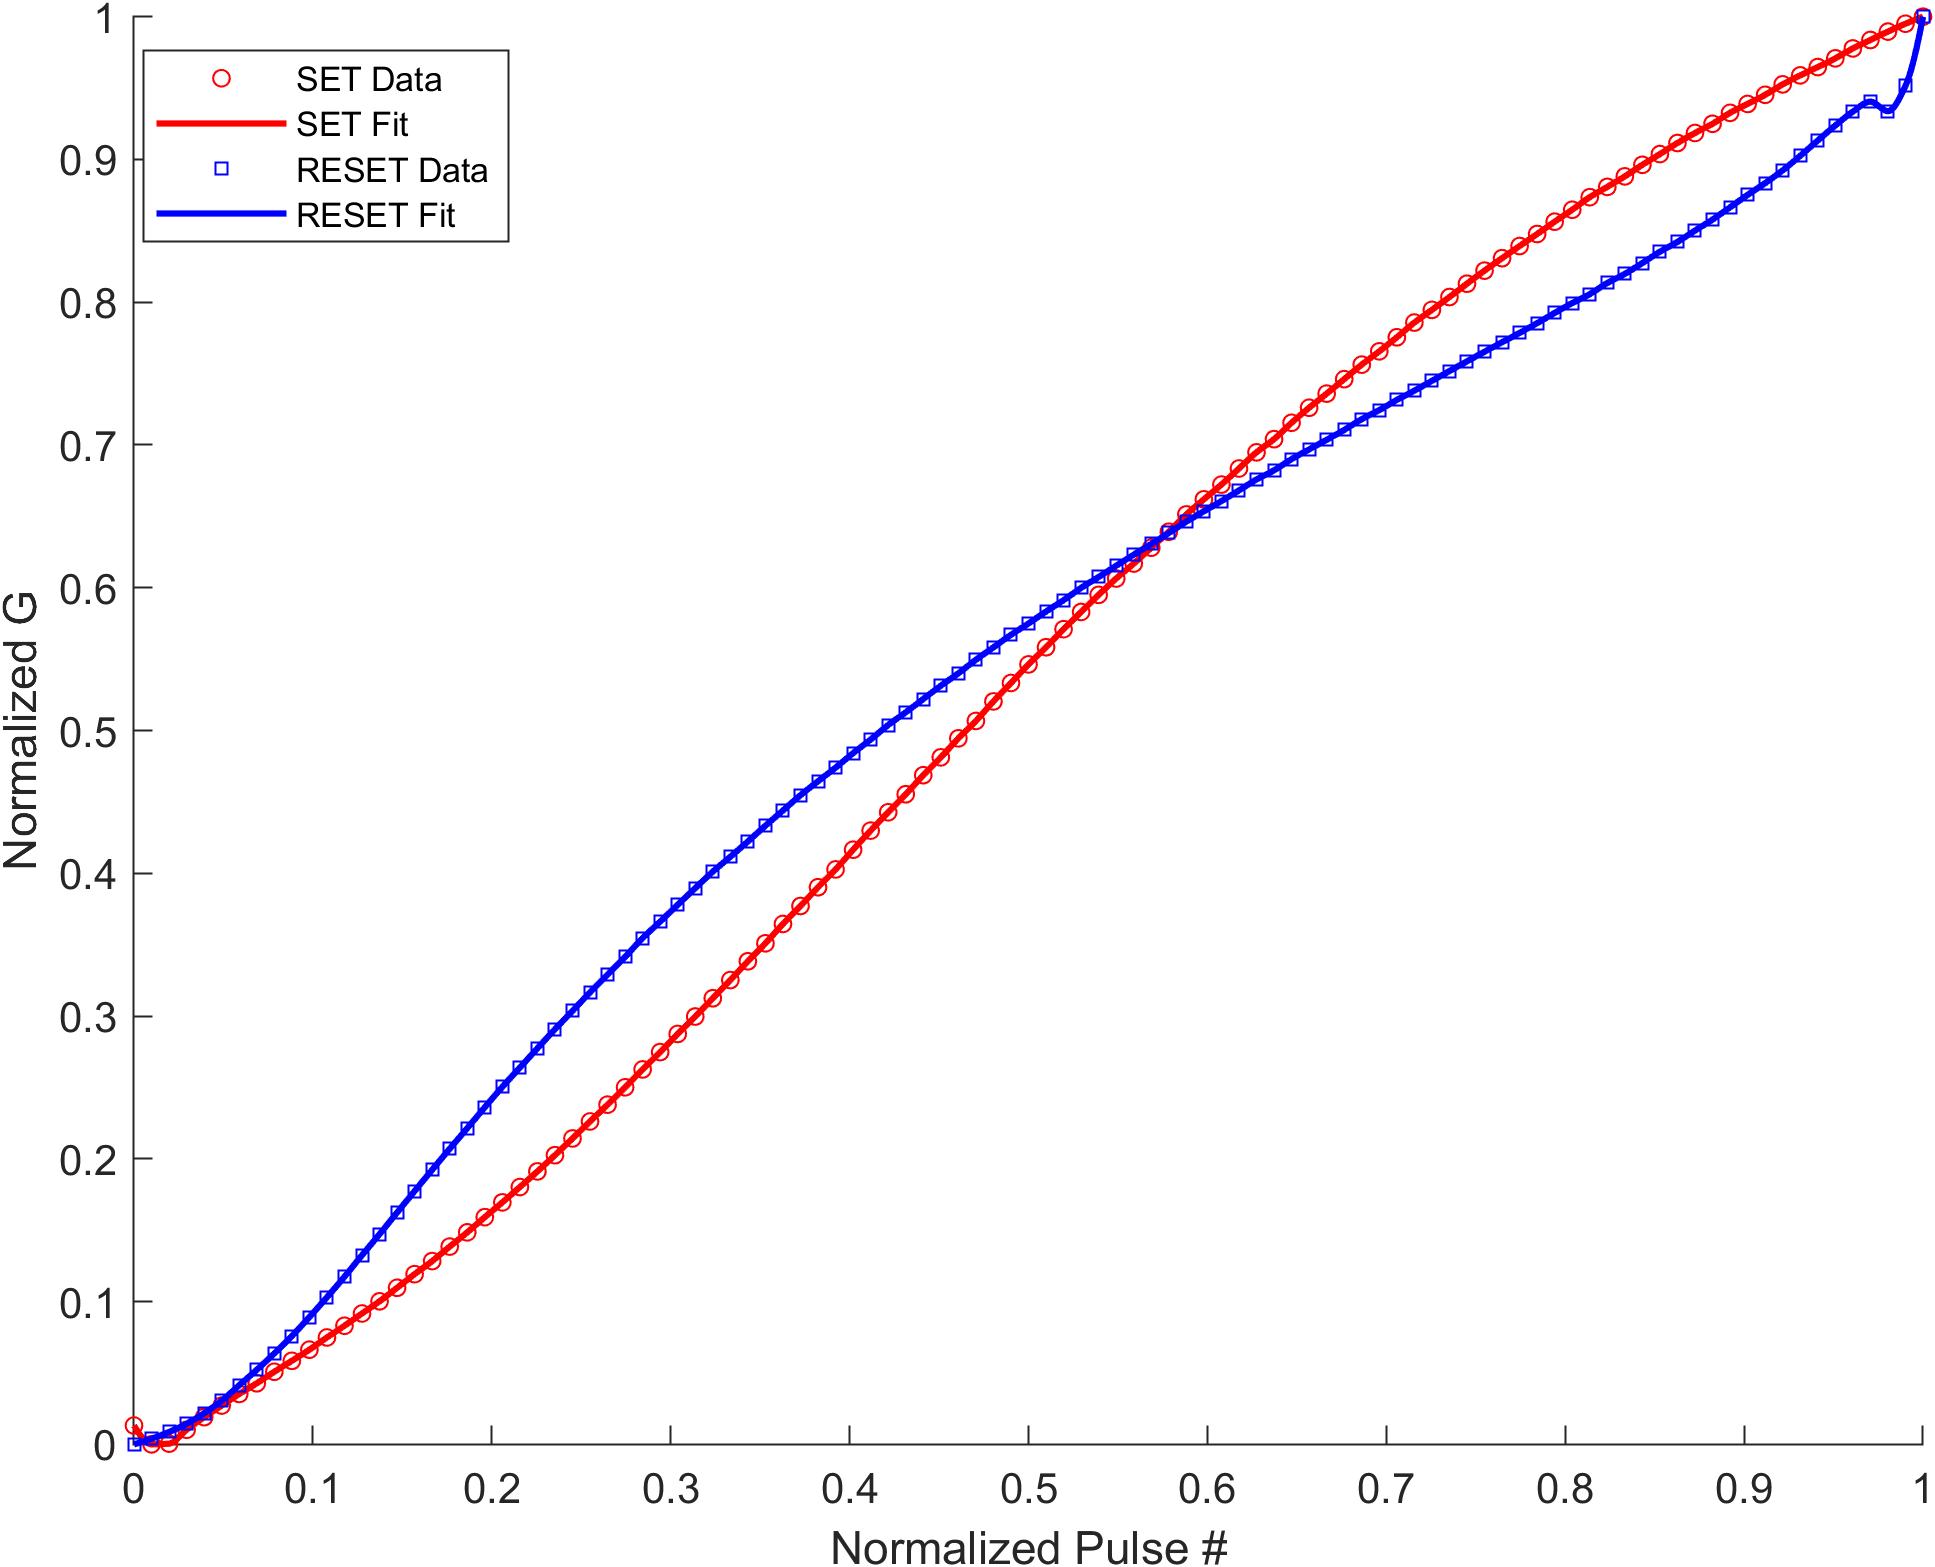 SET Data
SET Fit
RESET Data
RESET Fit
1
0.9
0.8
0.7
0.6
0.5
0.4
0.3
0.2
0.1
0
Normalized G
0 0.1 0.2 0.3 0.4 0.5 0.6 0.7 0.8 0.9 1
Normalized Pulse #